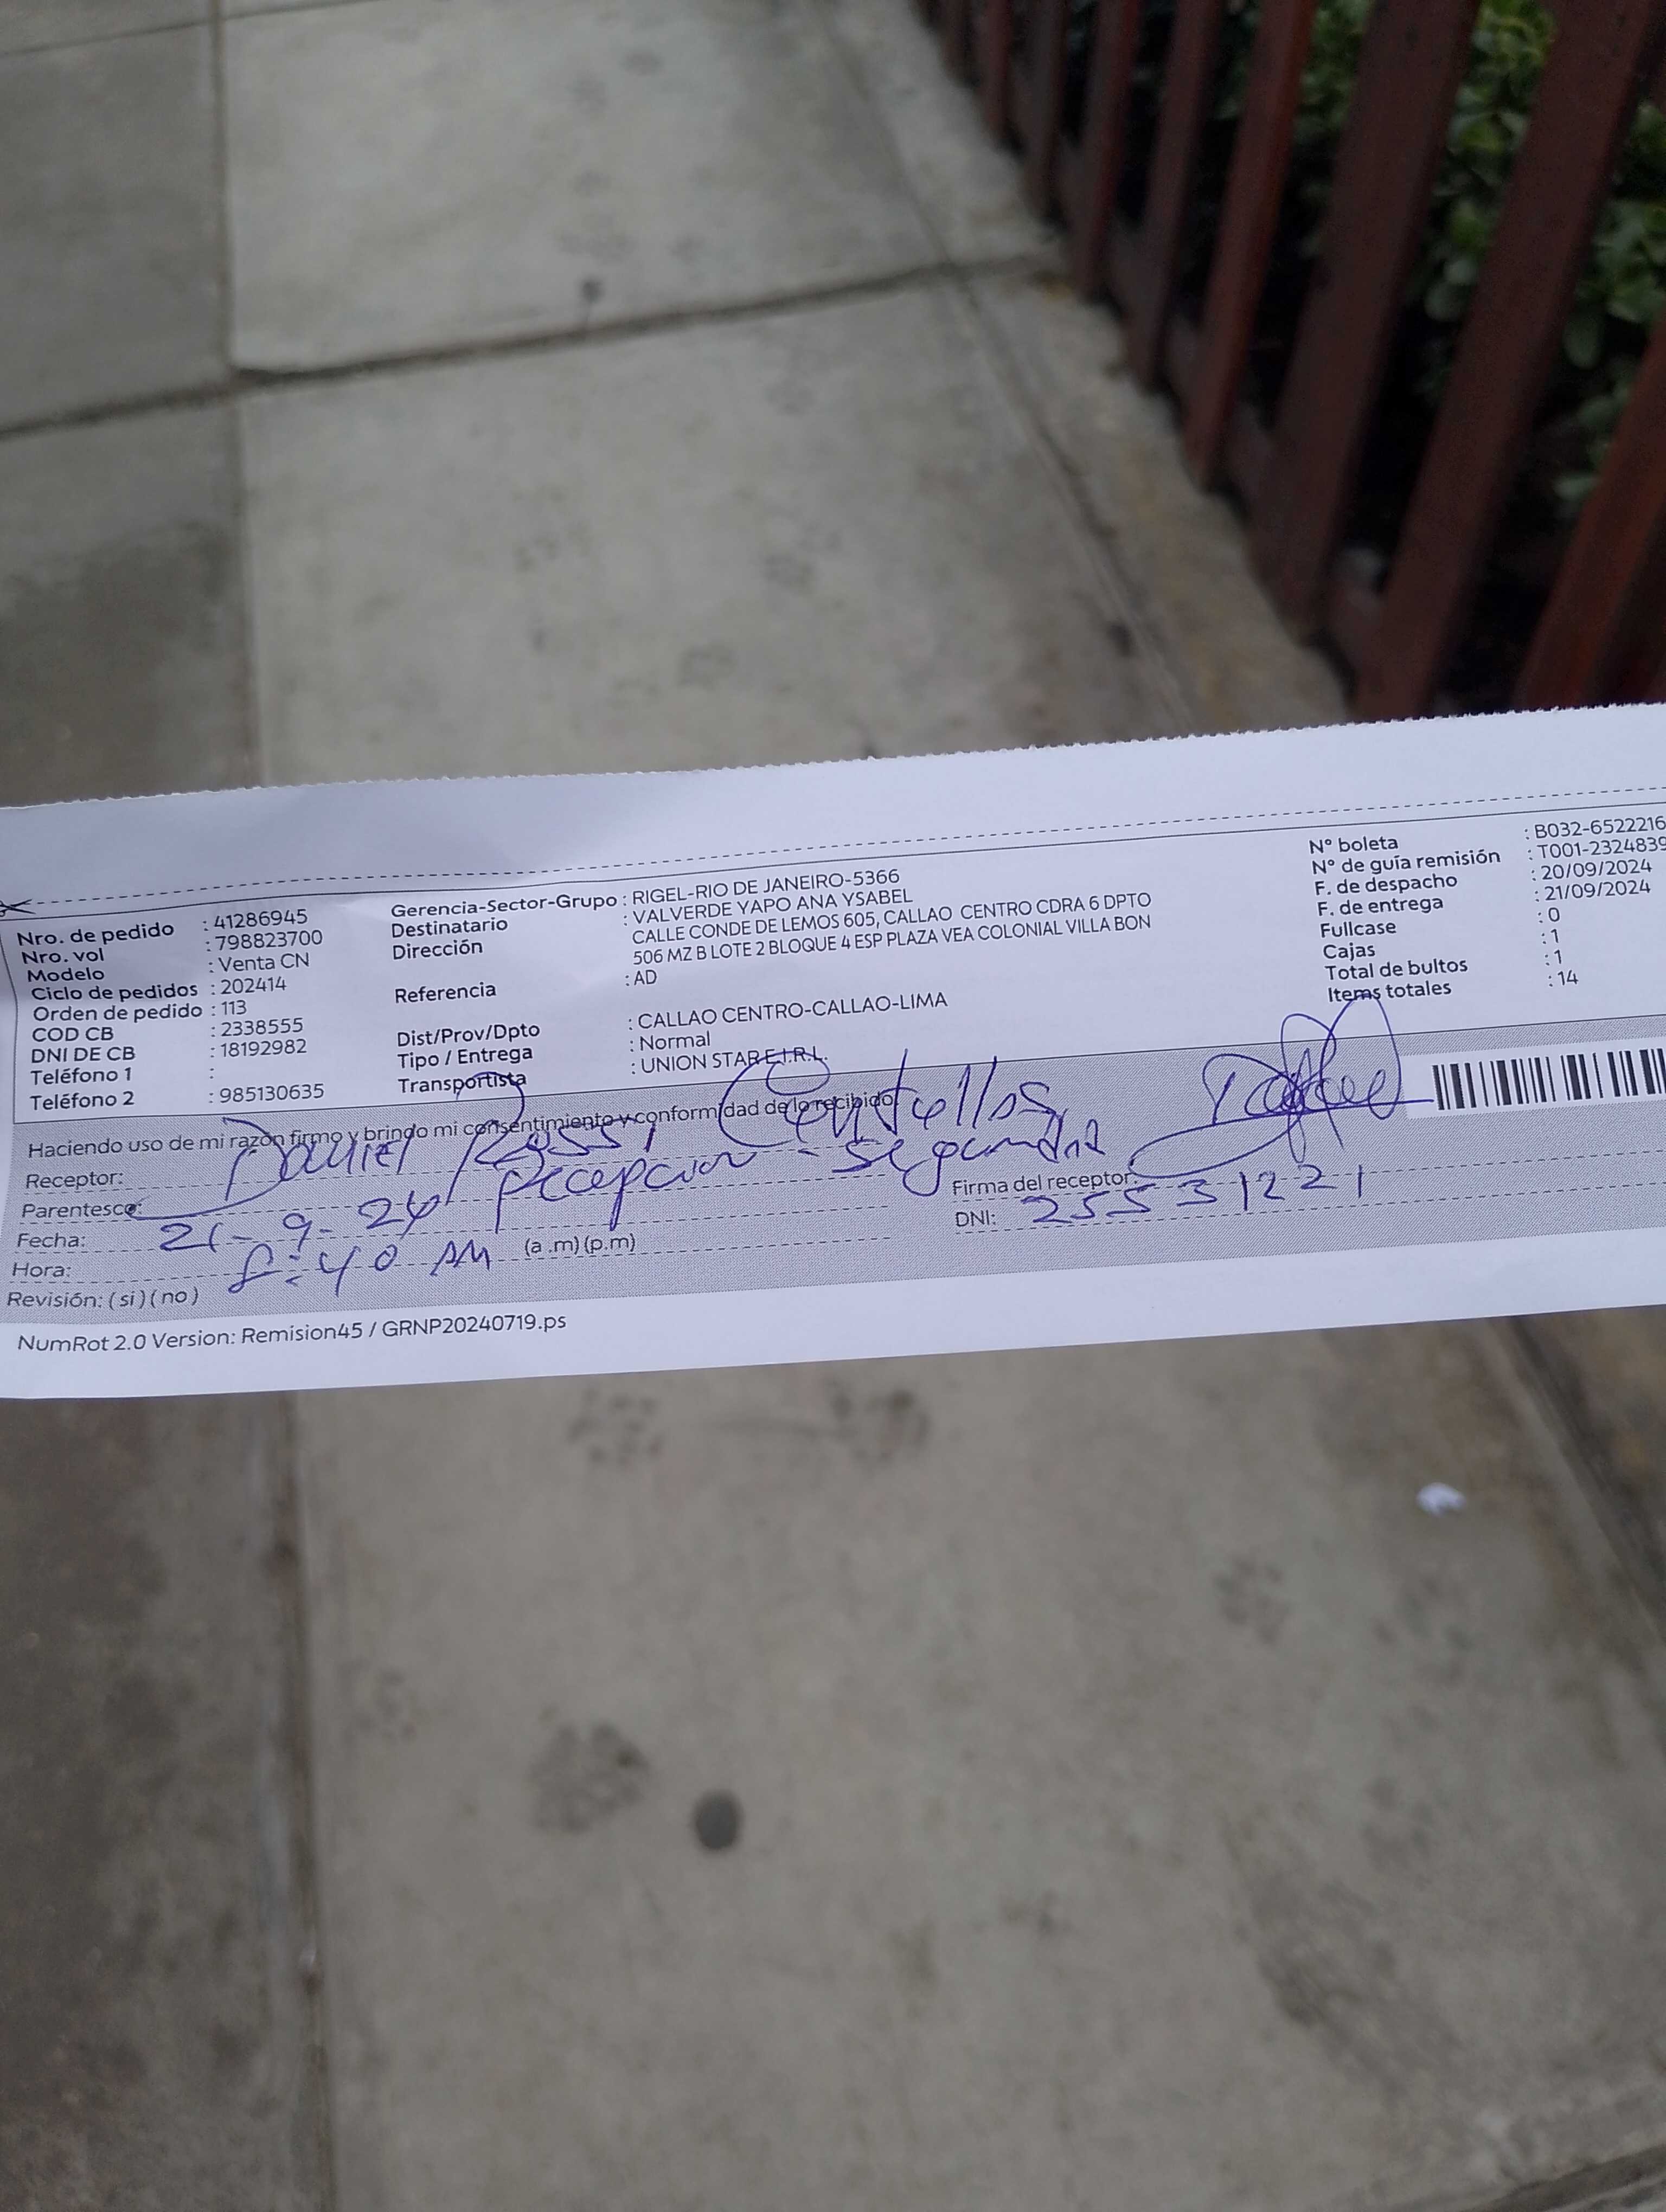 Nro. de pedido : 41286945
Nro. vol : 798823700
Modelo : Venta CN
Ciclo de pedidos : 202414
Orden de pedido : 113
COD CB : 2338555
DNI DE CB : 18192982
Teléfono 1 :
Teléfono 2 : 985130635
Gerencia-Sector-Grupo : RIGEL-RIO DE JANEIRO-5366
Destinatario : VALVERDE YAPO ANA YSABEL
Dirección CALLE CONDE DE LEMOS 605, CALLAO CENTRO CDRA 6 DPTO
506 MZ B LOTE 2 BLOQUE 4 ESP PLAZA VEA COLONIAL VILLA BON
Referencia : AD
Dist/Prov/Dpto : CALLAO CENTRO-CALLAO-LIMA
Tipo / Entrega : Normal
Transportista : UNION STAR E.I.R.L.
N° boleta : B032-6522216
N° de guía remisión : T001-2324839
F. de despacho : 20/09/2024
F. de entrega : 21/09/2024
Fullcase : 0
Cajas : 1
Total de bultos : 1
Items totales : 14
Haciendo uso de mi razón firmo y brindo mi consentimiento y conformidad de lo recibido
Receptor: Daniel Rossi
Parentesco: Recepcion -
Fecha: 21-9-24
Hora: 8:40 AM (a .m) (p.m)
Revisión: ( si ) ( no )
Firma del receptor:
DNI: 25531221
NumRot 2.0 Version: Remision45 / GRNP20240719.ps